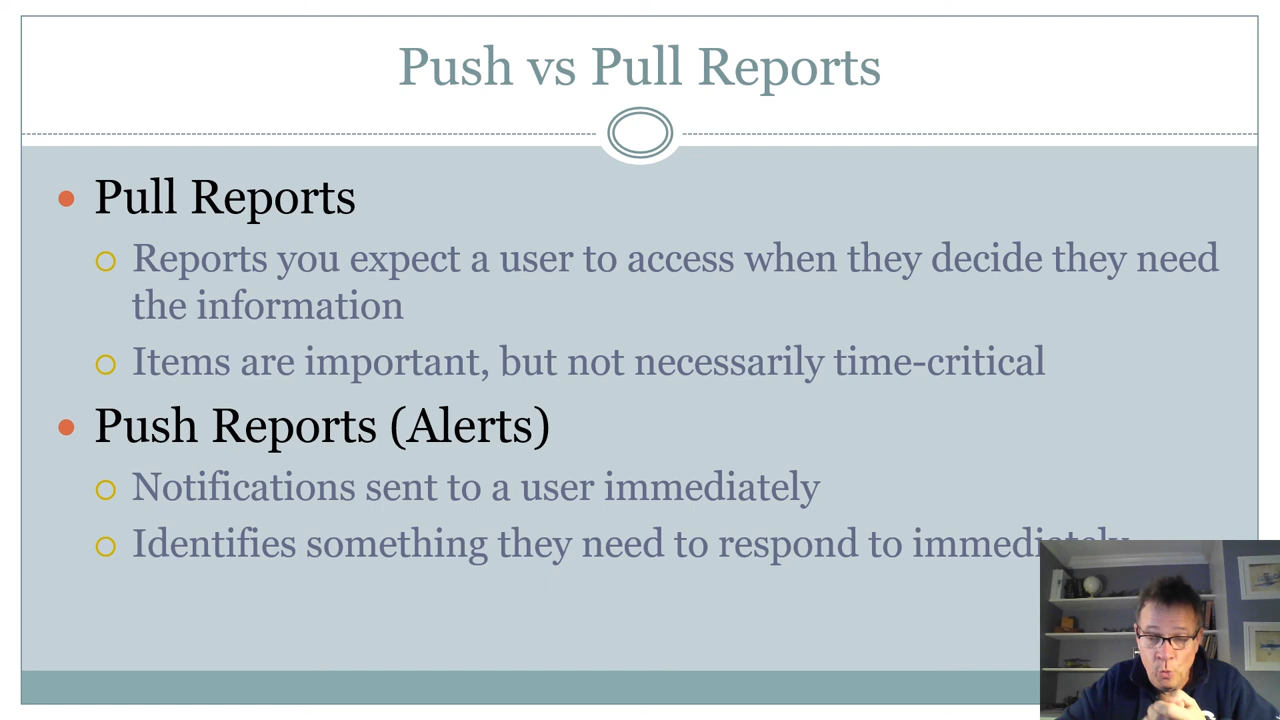 Push vs Pull Reports
Pull Reports
Reports you expect a user to access when they decide they need
the information
Items are important, but not necessarily time-critical
Push Reports (Alerts)
Notifications sent to a user immediately
Identifies something they need to respond to immediately